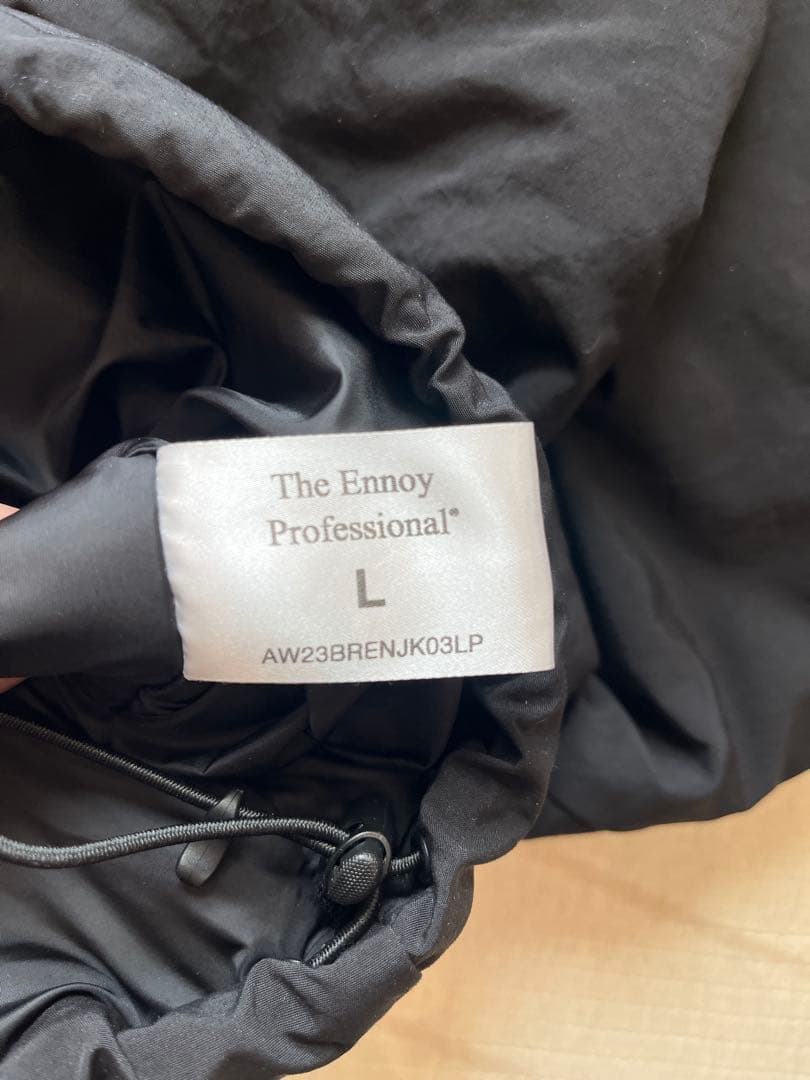 The Ennoy
Professional®
L
AW23BRENJK03LP